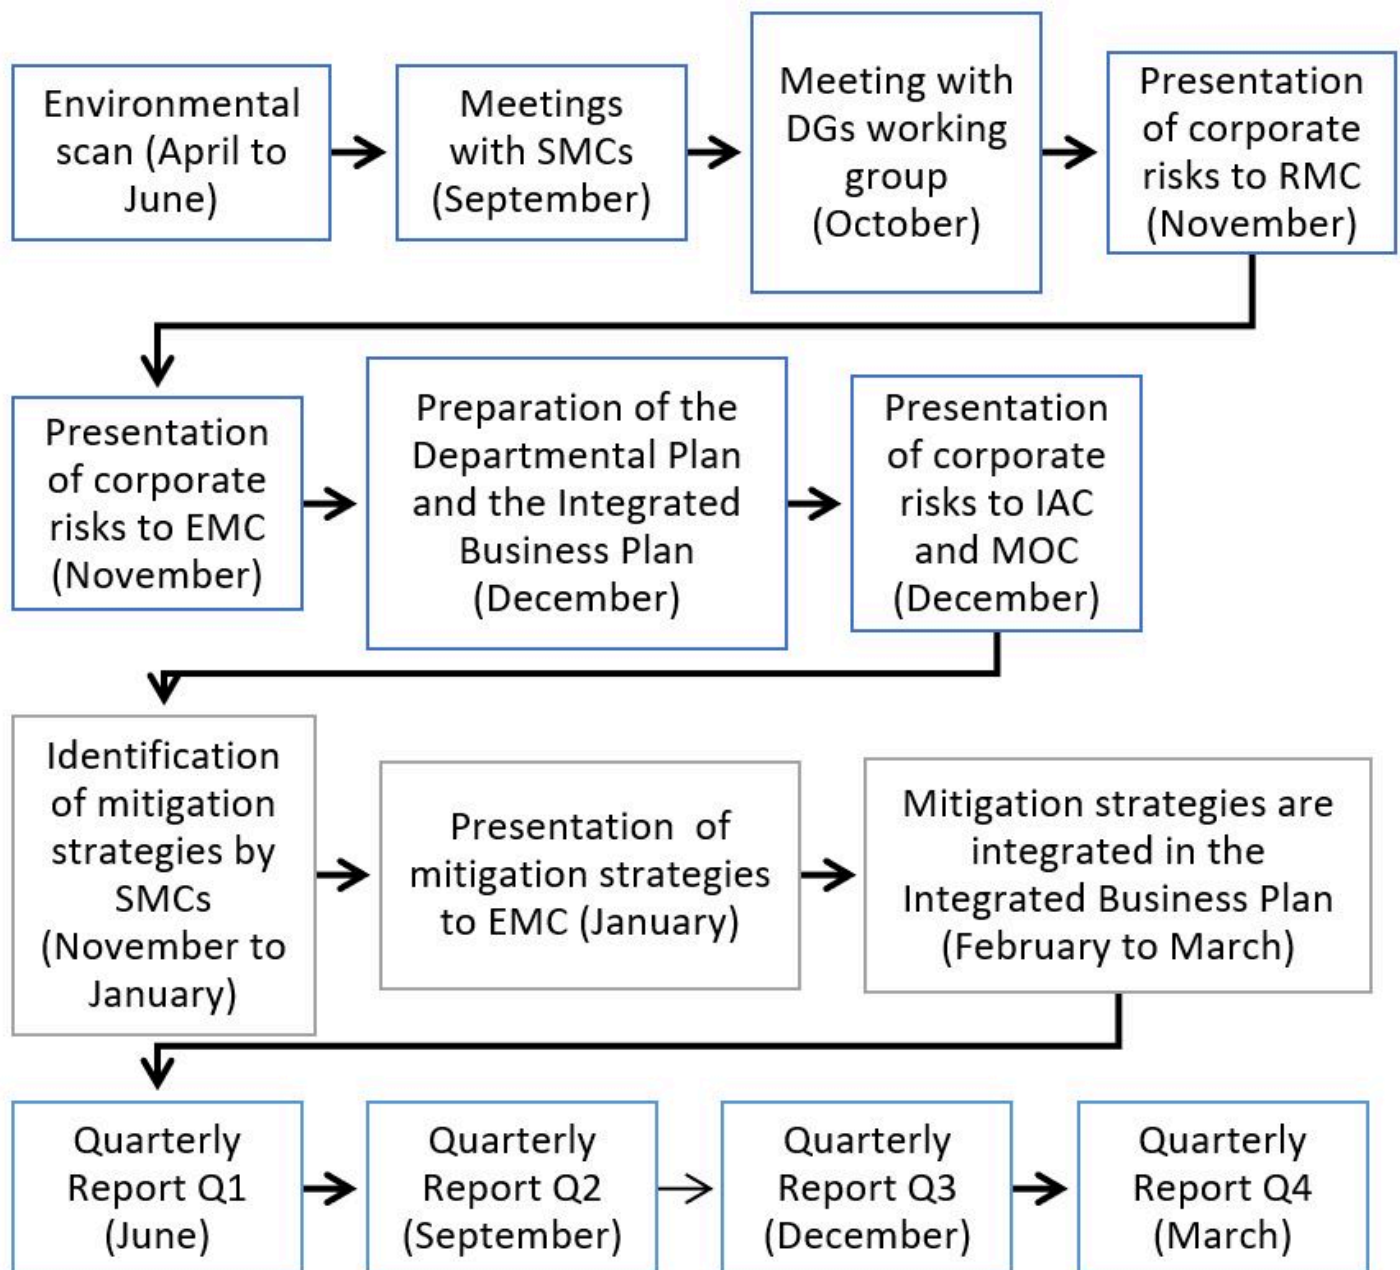 Environmental
scan (April to
June)
Meetings
with SMCs
(September)
Meeting with
DGs working
group
(October)
Presentation
of corporate
risks to RMC
(November)
Presentation
of corporate
risks to EMC
(November)
Preparation of the
Departmental Plan
and the Integrated
Business Plan
(December)
Presentation
of corporate
risks to IAC
and MOC
(December)
Identification
of mitigation
strategies by
SMCs
(November to
January)
Presentation of
mitigation strategies
to EMC (January)
Mitigation strategies are
integrated in the
Integrated Business Plan
(February to March)
Quarterly
Report Q1
(June)
Quarterly
Report Q2
(September)
Quarterly
Report Q3
(December)
Quarterly
Report Q4
(March)